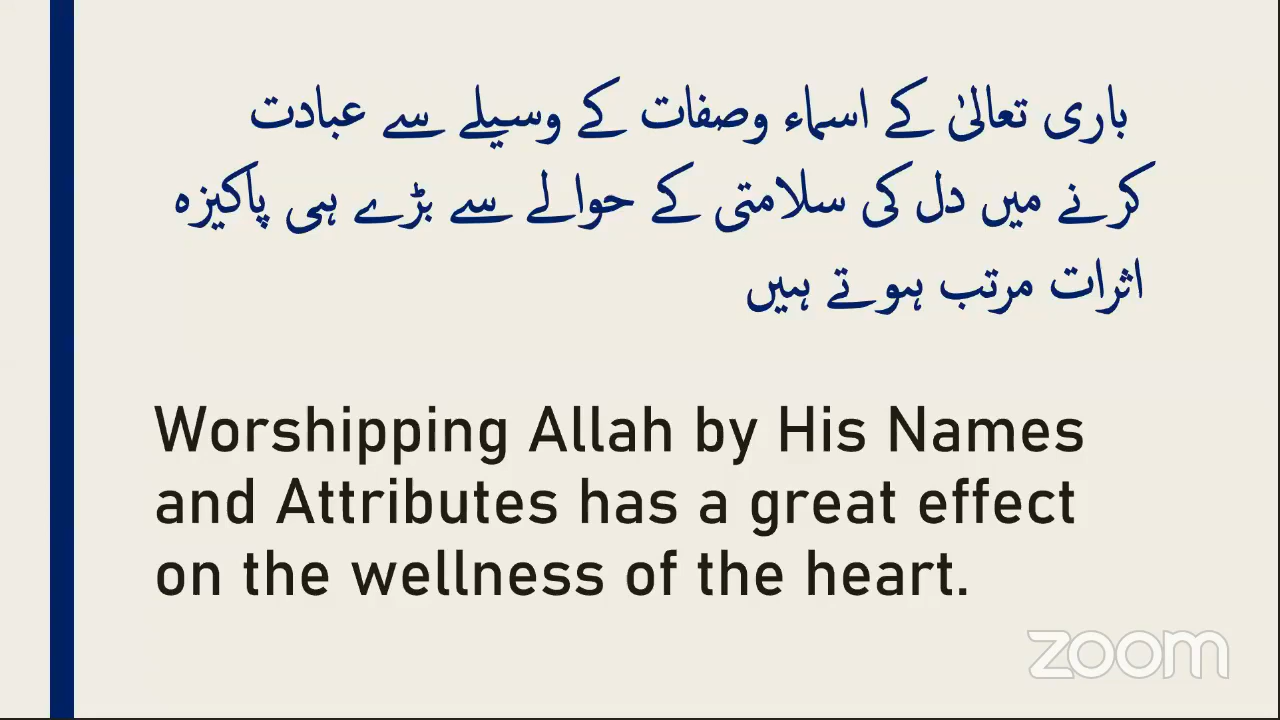 باری تعالیٰ کے اسماء وصفات کے وسیلے سے عبادت
کرنے میں دل کی سلامتی کے حوالے سے بڑے ہی پاکیزہ
اثرات مرتب ہوتے ہیں
Worshipping Allah by His Names
and Attributes has a great effect
on the wellness of the heart.
zoom